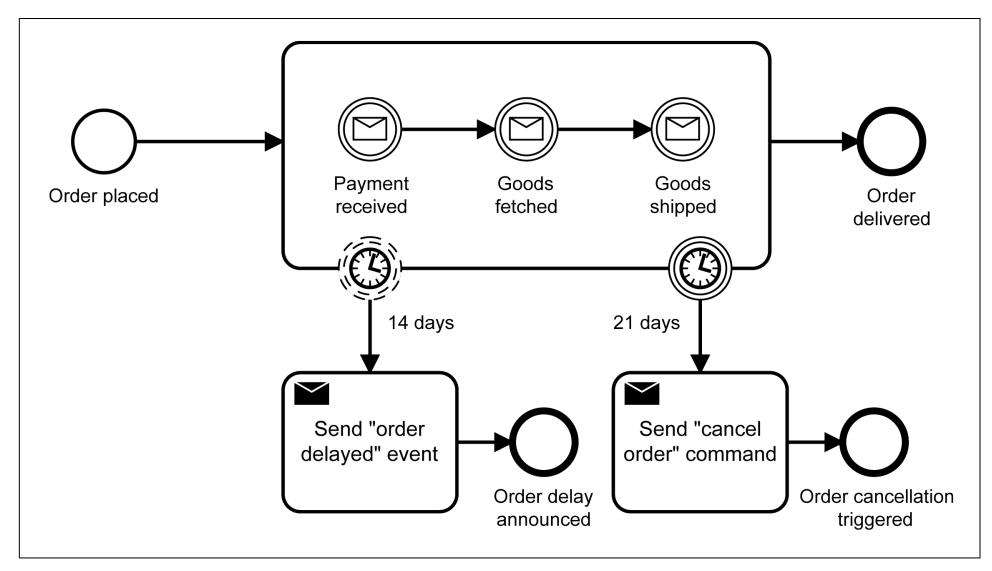 Order placed
Payment
received
Goods
fetched
Goods
shipped
Order
delivered
14 days
21 days
Send "order
delayed" event
Order delay
announced
Send "cancel
order" command
Order cancellation
triggered